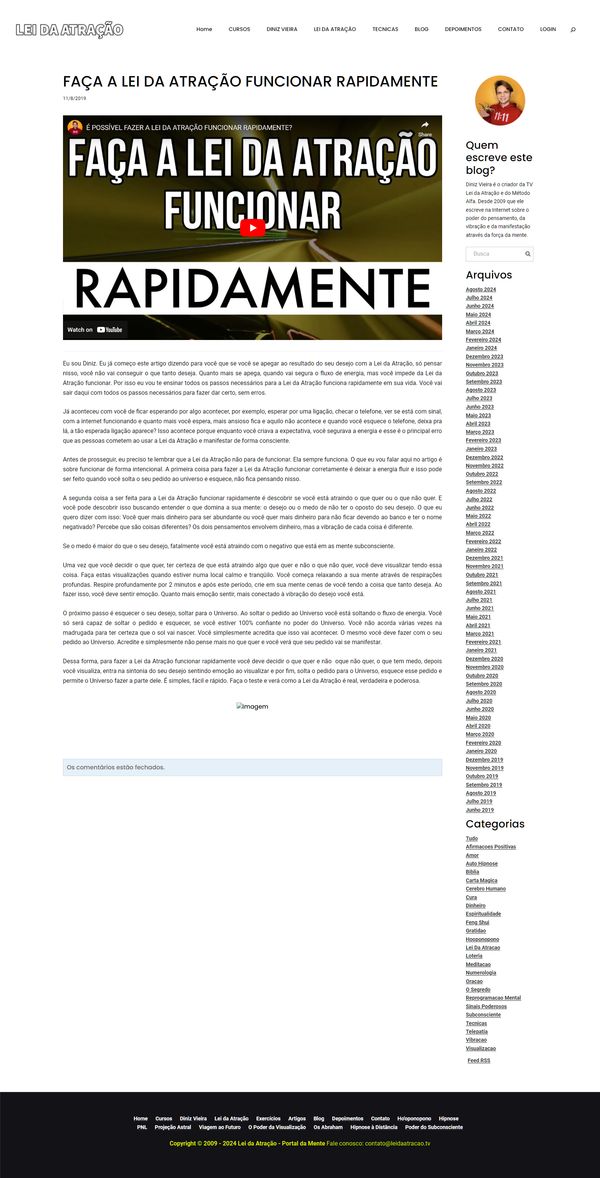 LEI DA ATRAÇÃO
Home CURSOS DINIZ VIEIRA LEI DA ATRAÇÃO TECNICAS BLOG DEPOIMENTOS CONTATO LOGIN
FAÇA A LEI DA ATRAÇÃO FUNCIONAR RAPIDAMENTE
11/8/2019
É POSSÍVEL FAZER A LEI DA ATRAÇÃO FUNCIONAR RAPIDAMENTE?
Share
FAÇA A LEI DA ATRAÇÃO
FUNCIONAR
RAPIDAMENTE
Watch on YouTube
Eu sou Diniz. Eu já começo este artigo dizendo para você que se você se apegar ao resultado do seu desejo com a Lei da Atração, só pensar
nisso, você não vai conseguir o que tanto deseja. Quanto mais se apega, quando vai segura o fluxo de energia, mas você impede da Lei da
Atração funcionar. Por isso eu vou te ensinar todos os passos necessários para a Lei da Atração funciona rapidamente em sua vida. Você vai
sair daqui com todos os passos necessários para fazer dar certo, sem erros.
Já aconteceu com você de ficar esperando por algo acontecer, por exemplo, esperar por uma ligação, checar o telefone, ver se está com sinal,
com a internet funcionando e quanto mais você espera, mais ansioso fica e aquilo não acontece e quando você esquece o telefone, deixa pra
lá, a tão esperada ligação aparece? Isso acontece porque enquanto você criava a expectativa, você segurava a energia e esse é o principal erro
que as pessoas cometem ao usar a Lei da Atração e manifestar de forma consciente.
Antes de prosseguir, eu preciso te lembrar que a Lei da Atração não para de funcionar. Ela sempre funciona. O que eu vou falar aqui no artigo é
sobre funcionar de forma intencional. A primeira coisa para fazer a Lei da Atração funcionar corretamente é deixar a energia fluir e isso pode
ser feito quando você solta o seu pedido ao universo e esquece, não fica pensando nisso.
A segunda coisa a ser feita para a Lei da Atração funcionar rapidamente é descobrir se você está atraindo o que quer ou o que não quer. E
você pode descobrir isso buscando entender o que domina a sua mente: o desejo ou o medo de não ter o oposto do seu desejo. O que eu
quero dizer com isso: Você quer mais dinheiro para ser abundante ou você quer mais dinheiro para não ficar devendo ao banco e ter o nome
negativado? Percebe que são coisas diferentes? Os dois pensamentos envolvem dinheiro, mas a vibração de cada coisa é diferente.
Se o medo é maior do que o seu desejo, fatalmente você está atraindo com o negativo que está em as mente subconsciente.
Uma vez que você decidir o que quer, ter certeza de que está atraindo algo que quer e não o que não quer, você deve visualizar tendo essa
coisa. Faça estas visualizações quando estiver numa local calmo e tranqüilo. Você começa relaxando a sua mente através de respirações
profundas. Respire profundamente por 2 minutos e após este período, crie em sua mente cenas de você tendo a coisa que tanto deseja. Ao
fazer isso, você deve sentir emoção. Quanto mais emoção sentir, mais conectado à vibração do desejo você está.
O próximo passo é esquecer o seu desejo, soltar para o Universo. Ao soltar o pedido ao Universo você está soltando o fluxo de energia. Você
só será capaz de soltar o pedido e esquecer, se você estiver 100% confiante no poder do Universo. Você não acorda várias vezes na
madrugada para ter certeza que o sol vai nascer. Você simplesmente acredita que isso vai acontecer. O mesmo você deve fazer com o seu
pedido ao Universo. Acredite e simplesmente não pense mais no que quer e você verá que seu pedido vai se manifestar.
Dessa forma, para fazer a Lei da Atração funcionar rapidamente você deve decidir o que quer e não oque não quer, o que tem medo, depois
você visualiza, entra na sintonia do seu desejo sentindo emoção ao visualizar e por fim, solta o pedido para o Universo, esquece esse pedido e
permite o Universo fazer a parte dele. É simples, fácil e rápido. Faça o teste e verá como a Lei da Atração é real, verdadeira e poderosa.
Imagem
Os comentários estão fechados.
11:11
Quem
escreve este
blog?
Diniz Vieira é o criador da TV
Lei da Atração e do Método
Alfa. Desde 2009 que ele
escreve na Internet sobre o
poder do pensamento, da
vibração e da manifestação
através da força da mente.
Busca
Arquivos
Agosto 2024
Julho 2024
Junho 2024
Maio 2024
Abril 2024
Março 2024
Fevereiro 2024
Janeiro 2024
Dezembro 2023
Novembro 2023
Outubro 2023
Setembro 2023
Agosto 2023
Julho 2023
Junho 2023
Maio 2023
Abril 2023
Março 2023
Fevereiro 2023
Janeiro 2023
Dezembro 2022
Novembro 2022
Outubro 2022
Setembro 2022
Agosto 2022
Julho 2022
Junho 2022
Maio 2022
Abril 2022
Março 2022
Fevereiro 2022
Janeiro 2022
Dezembro 2021
Novembro 2021
Outubro 2021
Setembro 2021
Agosto 2021
Julho 2021
Junho 2021
Maio 2021
Abril 2021
Março 2021
Fevereiro 2021
Janeiro 2021
Dezembro 2020
Novembro 2020
Outubro 2020
Setembro 2020
Agosto 2020
Julho 2020
Junho 2020
Maio 2020
Abril 2020
Março 2020
Fevereiro 2020
Janeiro 2020
Dezembro 2019
Novembro 2019
Outubro 2019
Setembro 2019
Agosto 2019
Julho 2019
Junho 2019
Categorias
Tudo
Afirmacoes Positivas
Amor
Auto Hipnose
Biblia
Carta Magica
Cerebro Humano
Cura
Dinheiro
Espiritualidade
Feng Shui
Gratidao
Hooponopono
Lei Da Atracao
Loteria
Meditacao
Numerologia
Oracao
O Segredo
Reprogramacao Mental
Sinais Poderosos
Subconsciente
Tecnicas
Telepatia
Vibracao
Visualizacao
Feed RSS
Home Cursos Diniz Vieira Lei da Atração Exercícios Artigos Blog Depoimentos Contato Ho'oponopono Hipnose
PNL Projeção Astral Viagem ao Futuro O Poder da Visualização Os Abraham Hipnose à Distância Poder do Subconsciente
Copyright © 2009 - 2024 Lei da Atração - Portal da Mente Fale conosco: contato@leidaatracao.tv